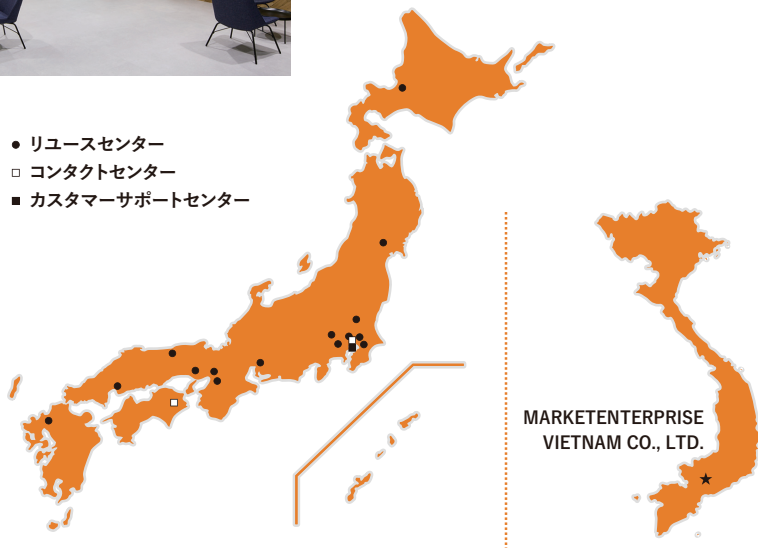 リユースセンター
コンタクトセンター
カスタマーサポートセンター
MARKETENTERPRISE
VIETNAM CO., LTD.